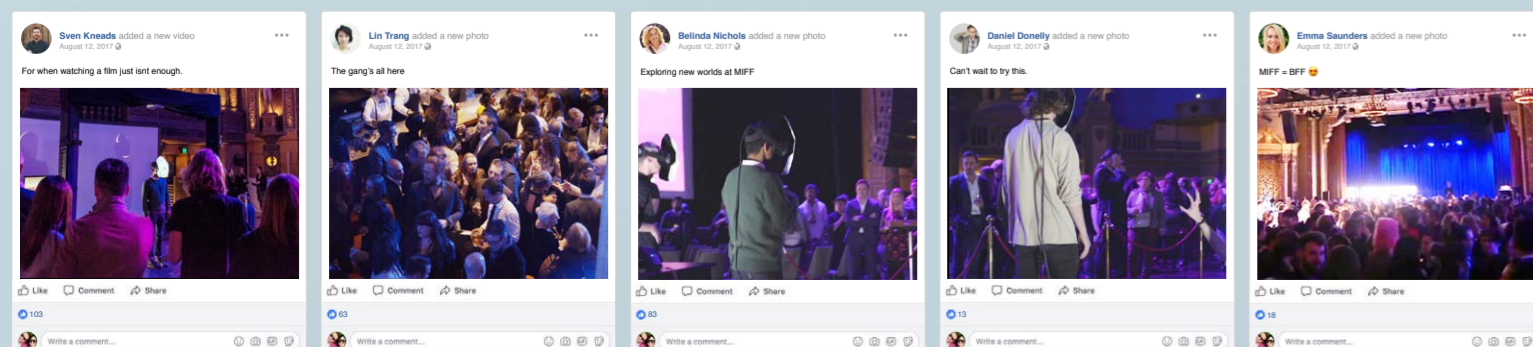 Sven Kneads added a new video
August 12, 2017
For when watching a film just isnt enough.
Like Comment Share
103
Write a comment...
Lin Trang added a new photo
August 12, 2017
The gang's all here
Like Comment Share
63
Write a comment...
Belinda Nichols added a new photo
August 12, 2017
Exploring new worlds at MIFF
Like Comment Share
83
Write a comment...
Daniel Donelly added a new photo
August 12, 2017
Can't wait to try this.
Like Comment Share
13
Write a comment...
Emma Saunders added a new photo
August 12, 2017
MIFF = BFF 😍
Like Comment Share
18
Write a comment...